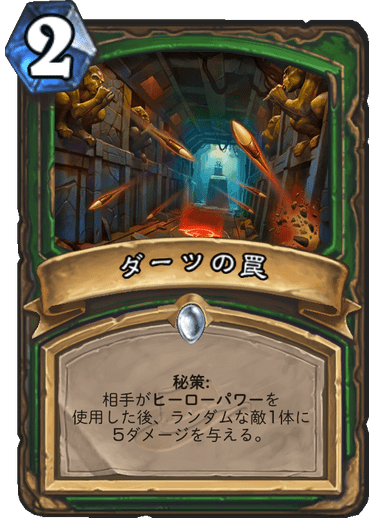 2
ダーツの罠
秘策:
相手がヒーローパワーを
使用した後、ランダムな敵1体に
5ダメージを与える。